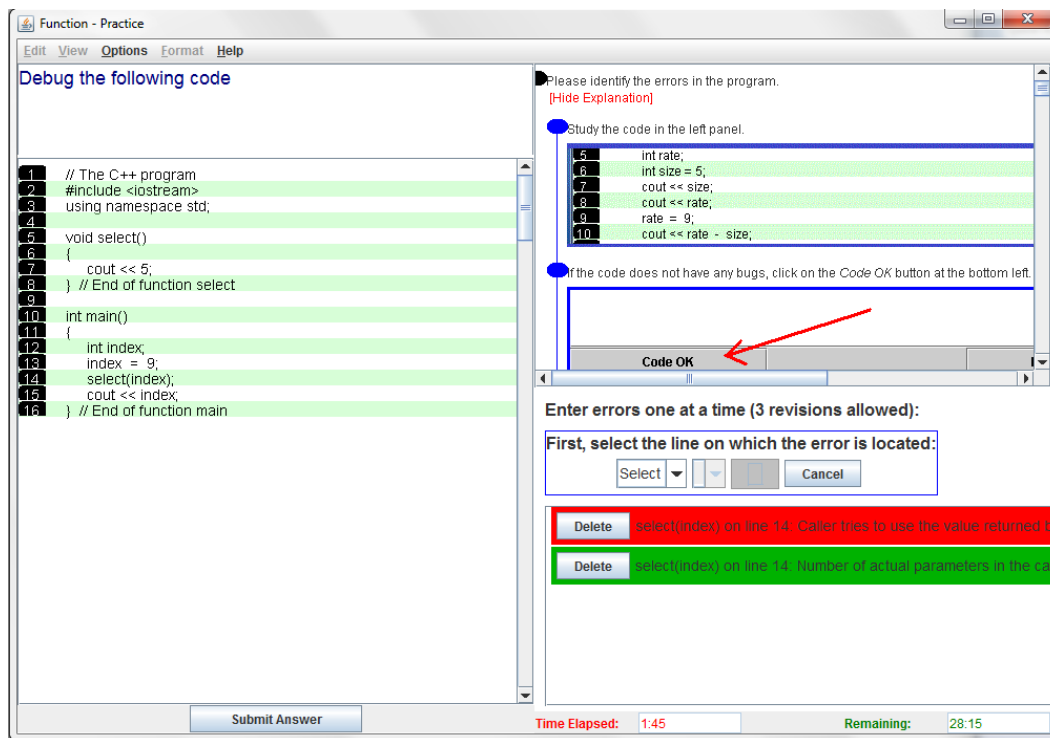 Function - Practice
Edit View Options Format Help
Debug the following code
1 // The C++ program
2 #include <iostream>
3 using namespace std;
4
5 void select()
6 {
7 cout << 5;
8 } // End of function select
9
10 int main()
11 {
12 int index;
13 index = 9;
14 select(index);
15 cout << index;
16 } // End of function main
Submit Answer
Please identify the errors in the program.
[Hide Explanation]
Study the code in the left panel.
5 int rate;
6 int size = 5;
7 cout << size;
8 cout << rate;
9 rate = 9;
10 cout << rate - size;
If the code does not have any bugs, click on the Code OK button at the bottom left.
Code OK
Enter errors one at a time (3 revisions allowed):
First, select the line on which the error is located:
Select Cancel
Delete select(index) on line 14: Caller tries to use the value returned
Delete select(index) on line 14: Number of actual parameters in the ca
Time Elapsed: 1:45 Remaining: 28:15